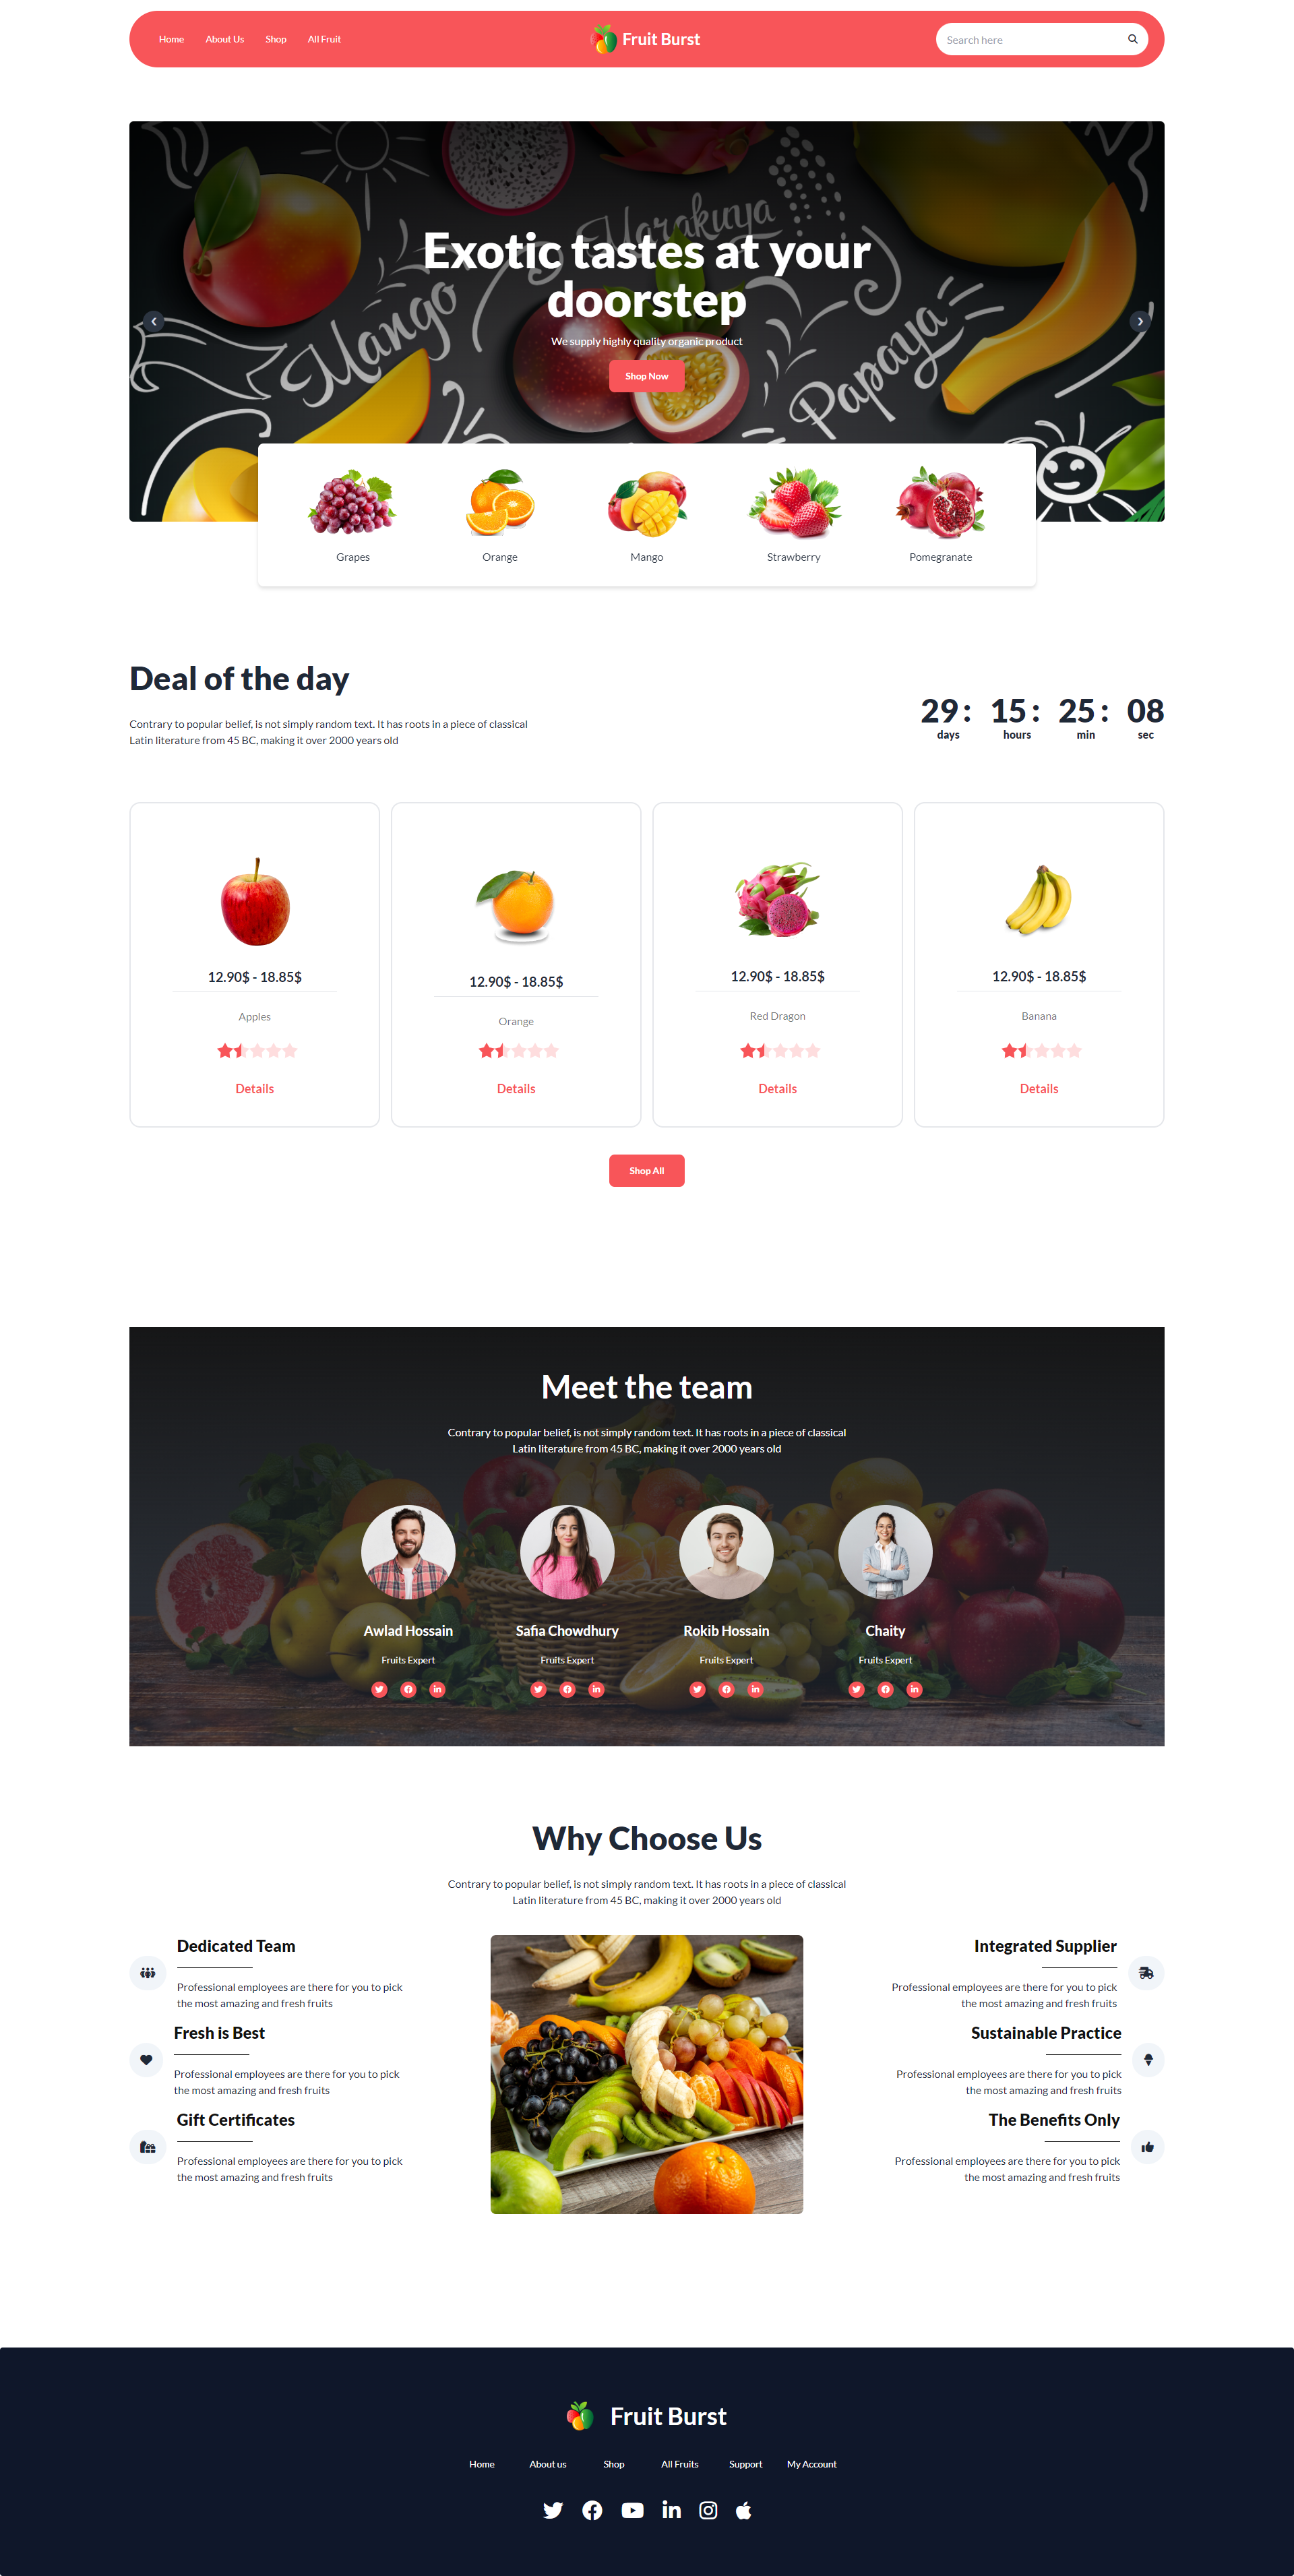 Home About Us Shop All Fruit Fruit Burst Search here
Marakuya
Mango
Papaya
Exotic tastes at your
doorstep
We supply highly quality organic product
Shop Now
Grapes Orange Mango Strawberry Pomegranate
Deal of the day
Contrary to popular belief, is not simply random text. It has roots in a piece of classical
Latin literature from 45 BC, making it over 2000 years old
29 : 15 : 25 : 08
days hours min sec
12.90$ - 18.85$
Apples
Details
12.90$ - 18.85$
Orange
Details
12.90$ - 18.85$
Red Dragon
Details
12.90$ - 18.85$
Banana
Details
Shop All
Meet the team
Contrary to popular belief, is not simply random text. It has roots in a piece of classical
Latin literature from 45 BC, making it over 2000 years old
Awlad Hossain Safia Chowdhury Rokib Hossain Chaity
Fruits Expert Fruits Expert Fruits Expert Fruits Expert
Why Choose Us
Contrary to popular belief, is not simply random text. It has roots in a piece of classical
Latin literature from 45 BC, making it over 2000 years old
Dedicated Team
Professional employees are there for you to pick
the most amazing and fresh fruits
Fresh is Best
Professional employees are there for you to pick
the most amazing and fresh fruits
Gift Certificates
Professional employees are there for you to pick
the most amazing and fresh fruits
Integrated Supplier
Professional employees are there for you to pick
the most amazing and fresh fruits
Sustainable Practice
Professional employees are there for you to pick
the most amazing and fresh fruits
The Benefits Only
Professional employees are there for you to pick
the most amazing and fresh fruits
Fruit Burst
Home About us Shop All Fruits Support My Account